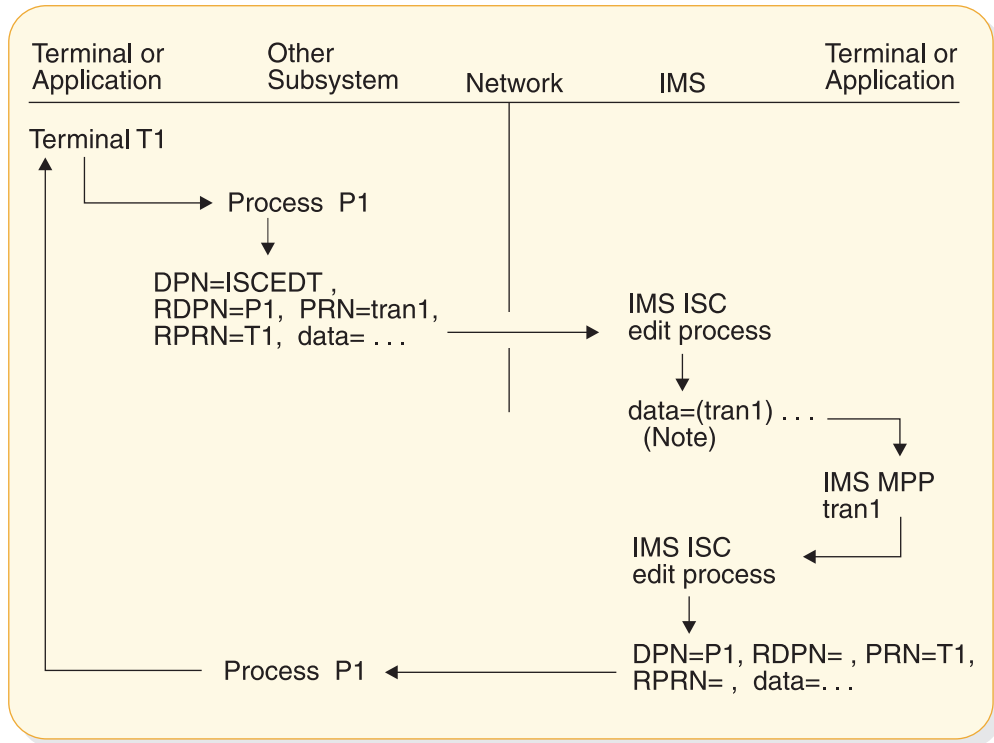 Terminal or
Application
Other
Subsystem
Network
IMS
Terminal or
Application
Terminal T1
Process P1
DPN=ISCEDT ,
RDPN=P1, PRN=tran1,
RPRN=T1, data= . . .
IMS ISC
edit process
data=(tran1) . . .
(Note)
IMS MPP
tran1
IMS ISC
edit process
DPN=P1, RDPN= , PRN=T1,
RPRN= , data=. . .
Process P1